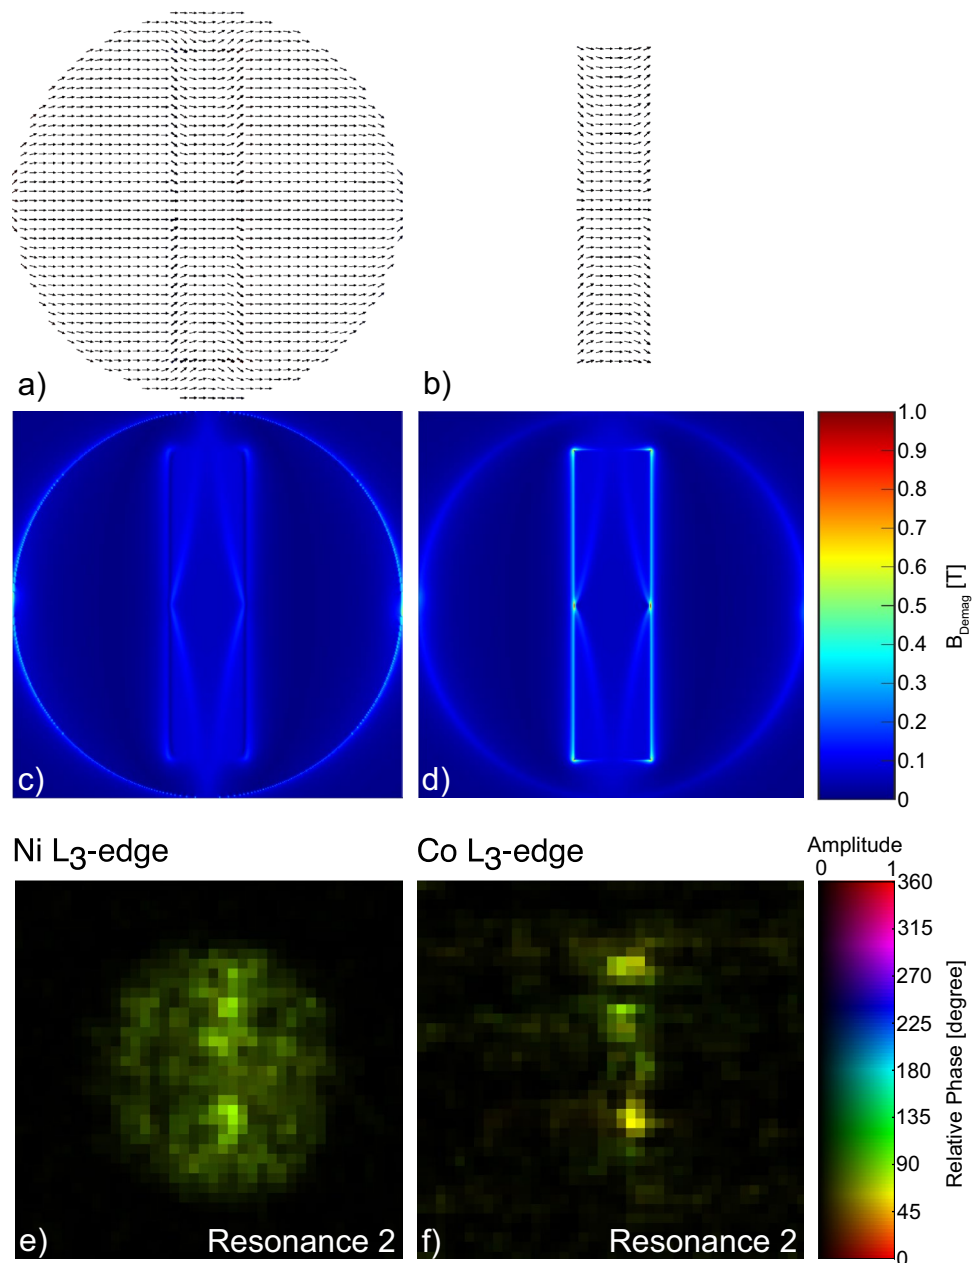 a)
b)
c)
d)
1.0
0.9
0.8
0.7
0.6
0.5
0.4
0.3
0.2
0.1
0
B_Demag [T]
Ni L3-edge
Co L3-edge
Amplitude
0 1
e)
Resonance 2
f)
Resonance 2
360
315
270
225
180
135
90
45
0
Relative Phase [degree]